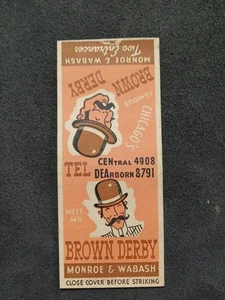 MONROE & WABASH
Two Entrances
BROWN
DERBY
CHICAGO'S
FAMOUS
TEL
CENtral 4908
DEArborn 8791
MEET
ME
BROWN DERBY
MONROE & WABASH
CLOSE COVER BEFORE STRIKING